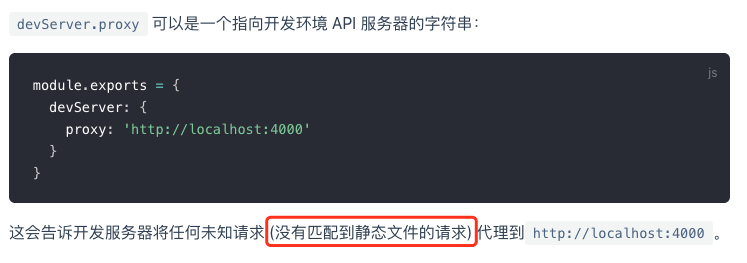 devServer.proxy 可以是一个指向开发环境 API 服务器的字符串：
js
module.exports = {
  devServer: {
    proxy: 'http://localhost:4000'
  }
}
这会告诉开发服务器将任何未知请求 (没有匹配到静态文件的请求) 代理到 http://localhost:4000 。